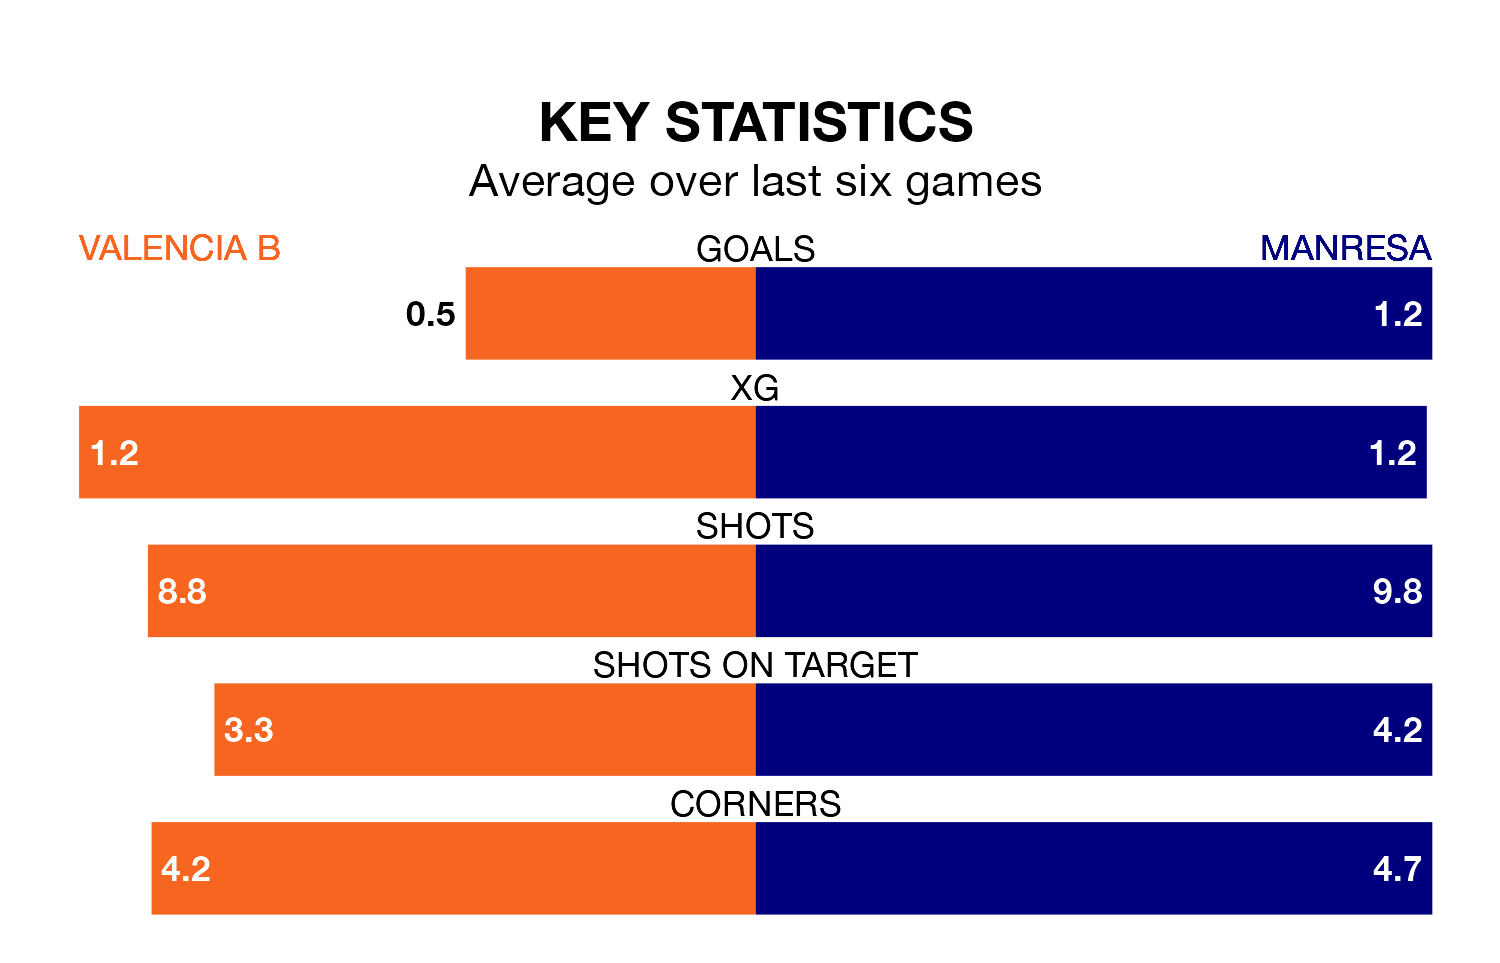 KEY STATISTICS
Average over last six games
VALENCIA B GOALS MANRESA
0.5 1.2
XG
1.2 1.2
SHOTS
8.8 9.8
SHOTS ON TARGET
3.3 4.2
CORNERS
4.2 4.7